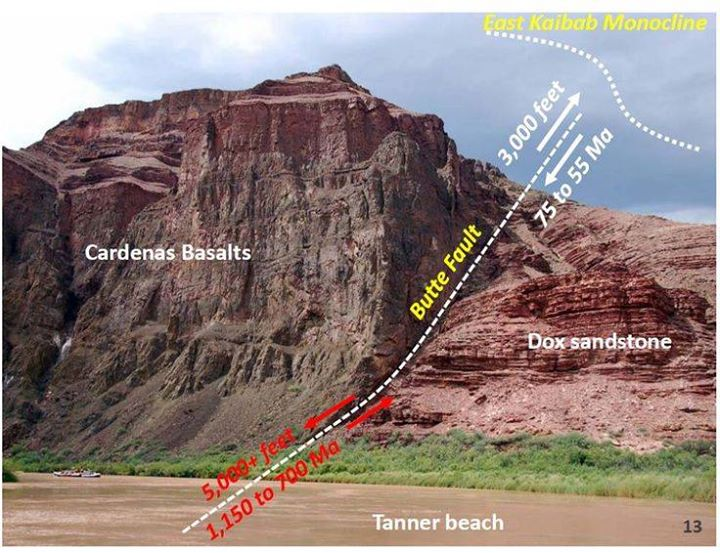 East Kaibab Monocline
3,000 feet
75 to 55 Ma
Cardenas Basalts
Butte Fault
Dox sandstone
5,000+ feet
1,150 to 700 Ma
Tanner beach
13